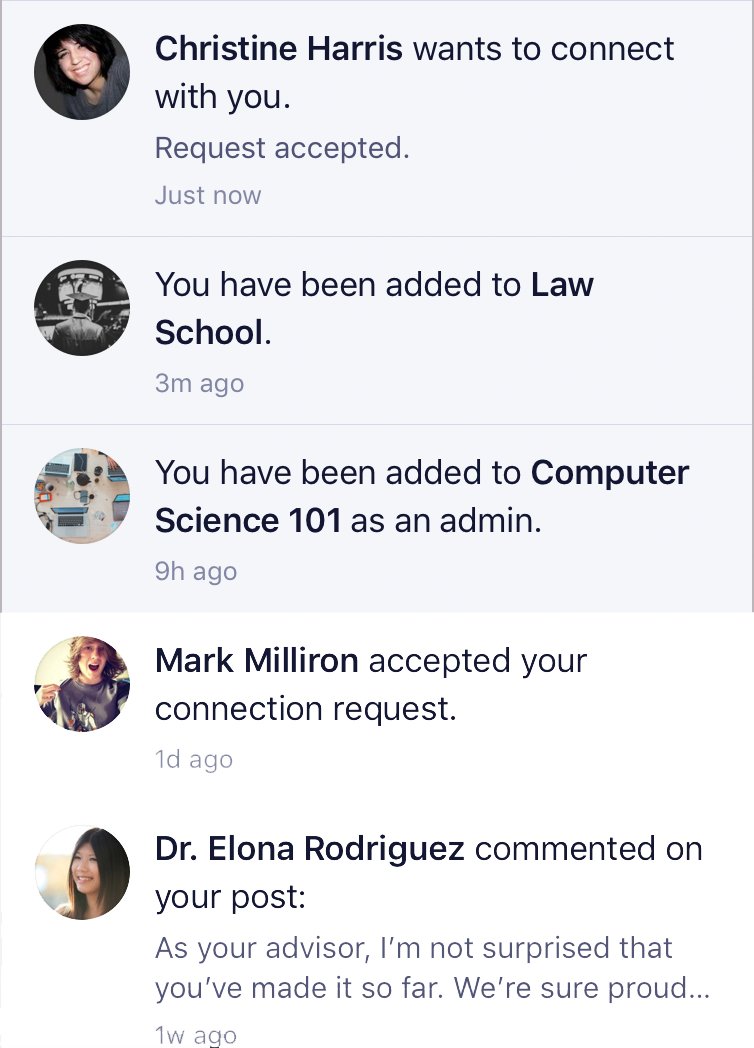 Christine Harris wants to connect
with you.
Request accepted.
Just now
You have been added to Law
School.
3m ago
You have been added to Computer
Science 101 as an admin.
9h ago
Mark Milliron accepted your
connection request.
1d ago
Dr. Elona Rodriguez commented on
your post:
As your advisor, I’m not surprised that
you’ve made it so far. We’re sure proud...
1w ago